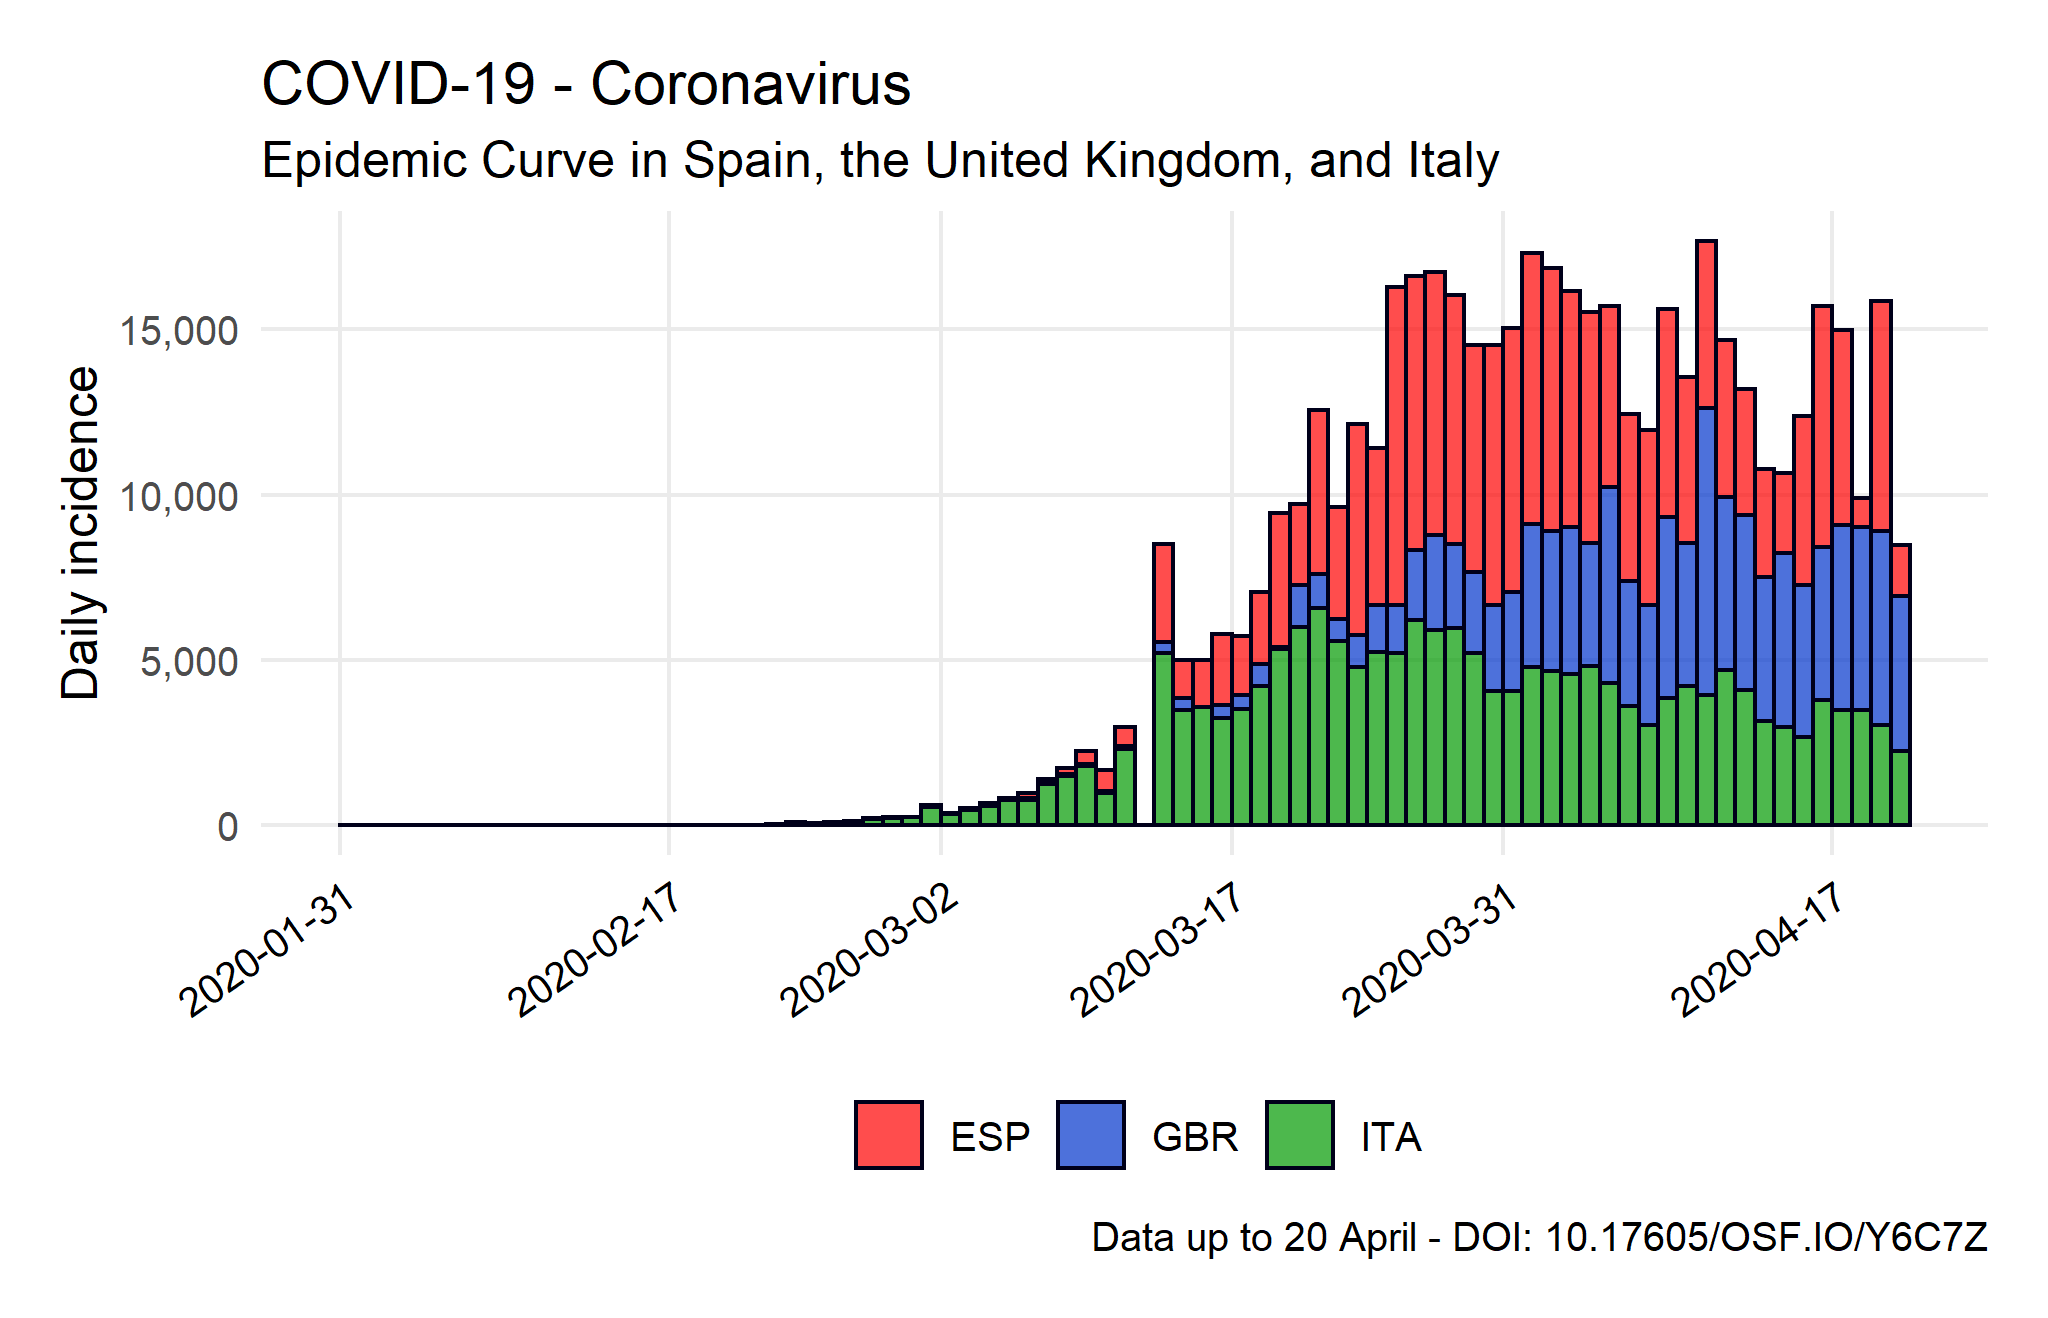 COVID-19 - Coronavirus
Epidemic Curve in Spain, the United Kingdom, and Italy
Daily incidence
15,000
10,000
5,000
0
2020-01-31
2020-02-17
2020-03-02
2020-03-17
2020-03-31
2020-04-17
ESP
GBR
ITA
Data up to 20 April - DOI: 10.17605/OSF.IO/Y6C7Z